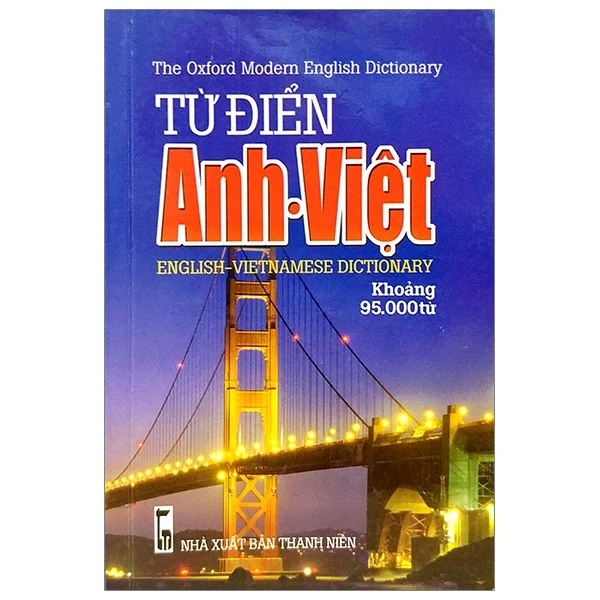 The Oxford Modern English Dictionary
TỪ ĐIỂN
Anh·Việt
ENGLISH-VIETNAMESE DICTIONARY
Khoảng
95.000 từ
NHÀ XUẤT BẢN THANH NIÊN